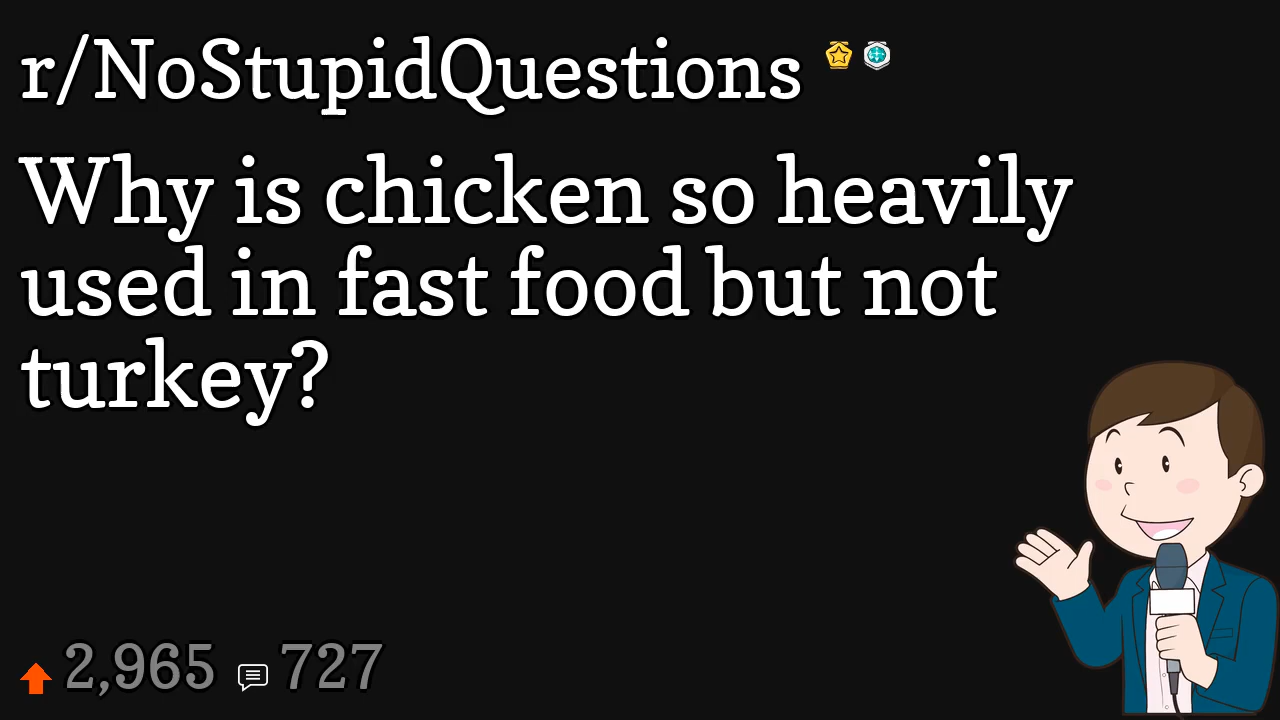 r/NoStupidQuestions
Why is chicken so heavily
used in fast food but not
turkey?
2,965 727